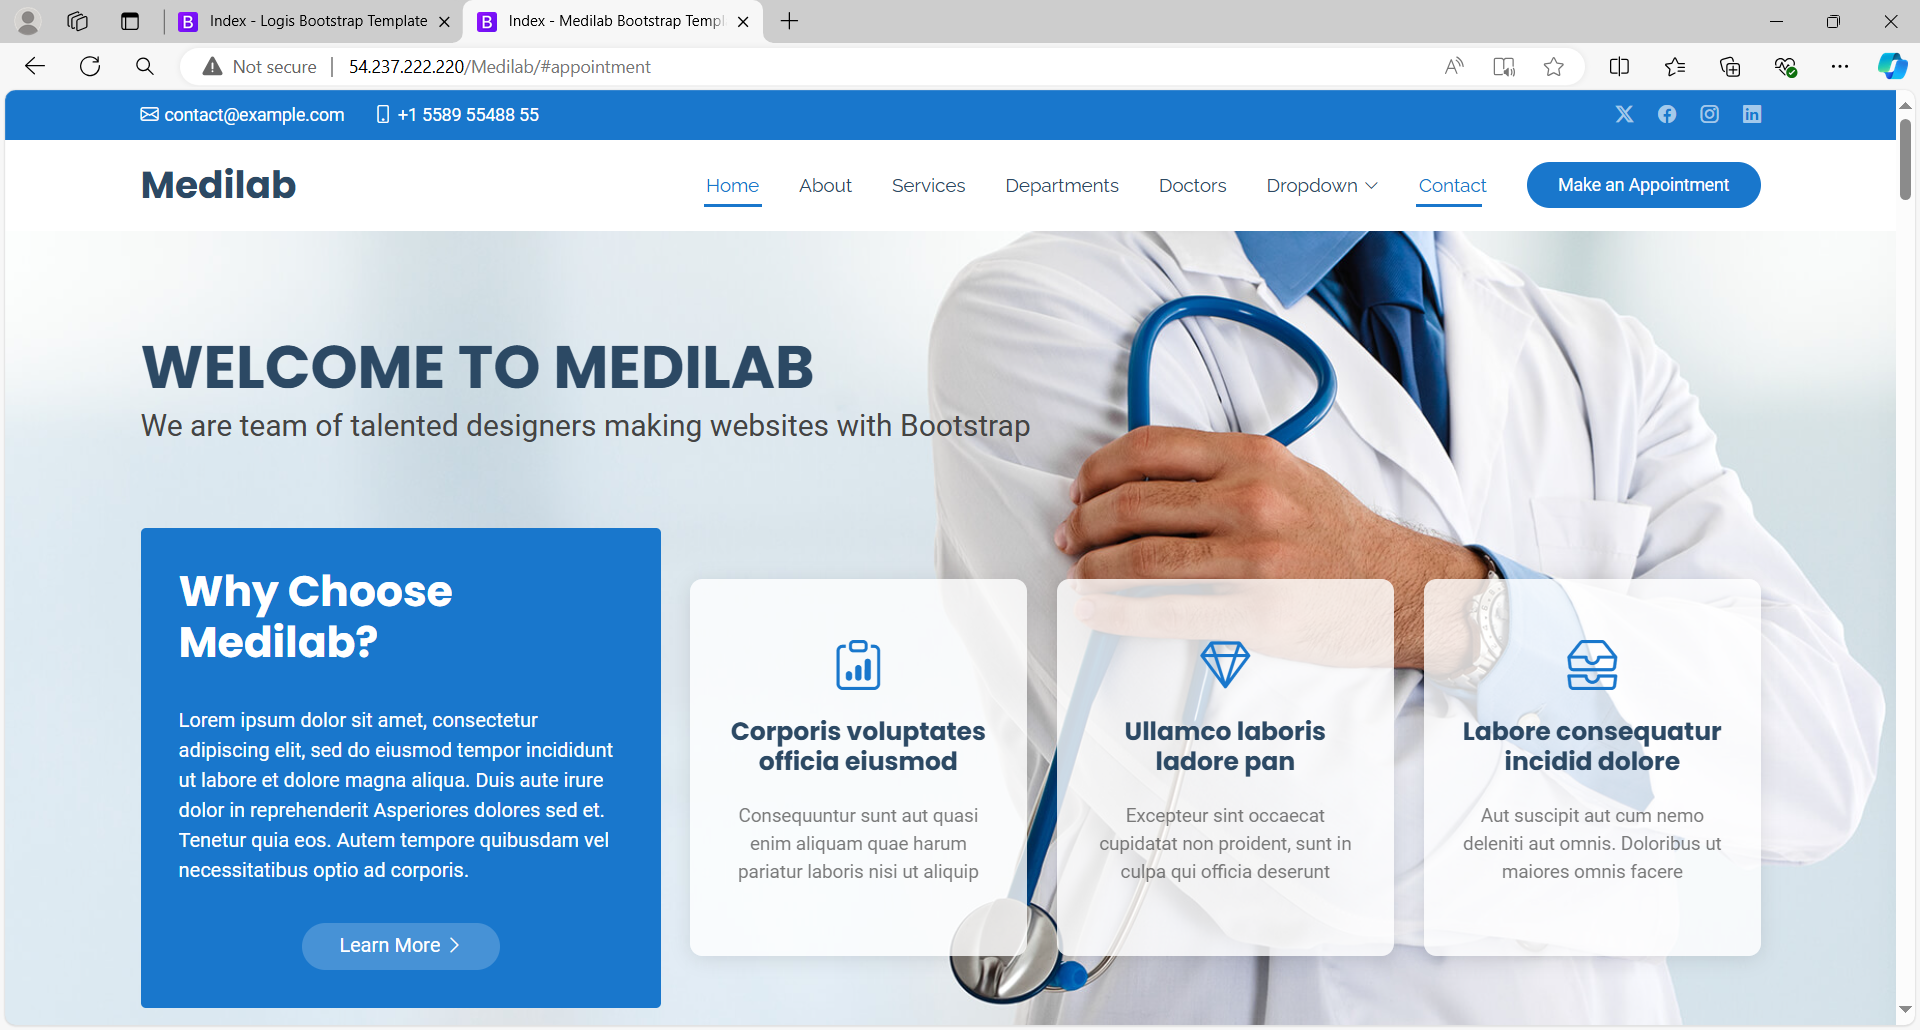 Index - Logis Bootstrap Template
Index - Medilab Bootstrap Templ
Not secure
54.237.222.220/Medilab/#appointment
contact@example.com
+1 5589 55488 55
Medilab
Home
About
Services
Departments
Doctors
Dropdown
Contact
Make an Appointment
WELCOME TO MEDILAB
We are team of talented designers making websites with Bootstrap
Why Choose
Medilab?
Lorem ipsum dolor sit amet, consectetur
adipiscing elit, sed do eiusmod tempor incididunt
ut labore et dolore magna aliqua. Duis aute irure
dolor in reprehenderit Asperiores dolores sed et.
Tenetur quia eos. Autem tempore quibusdam vel
necessitatibus optio ad corporis.
Learn More
Corporis voluptates
officia eiusmod
Consequuntur sunt aut quasi
enim aliquam quae harum
pariatur laboris nisi ut aliquip
Ullamco laboris
ladore pan
Excepteur sint occaecat
cupidatat non proident, sunt in
culpa qui officia deserunt
Labore consequatur
incidid dolore
Aut suscipit aut cum nemo
deleniti aut omnis. Doloribus ut
maiores omnis facere